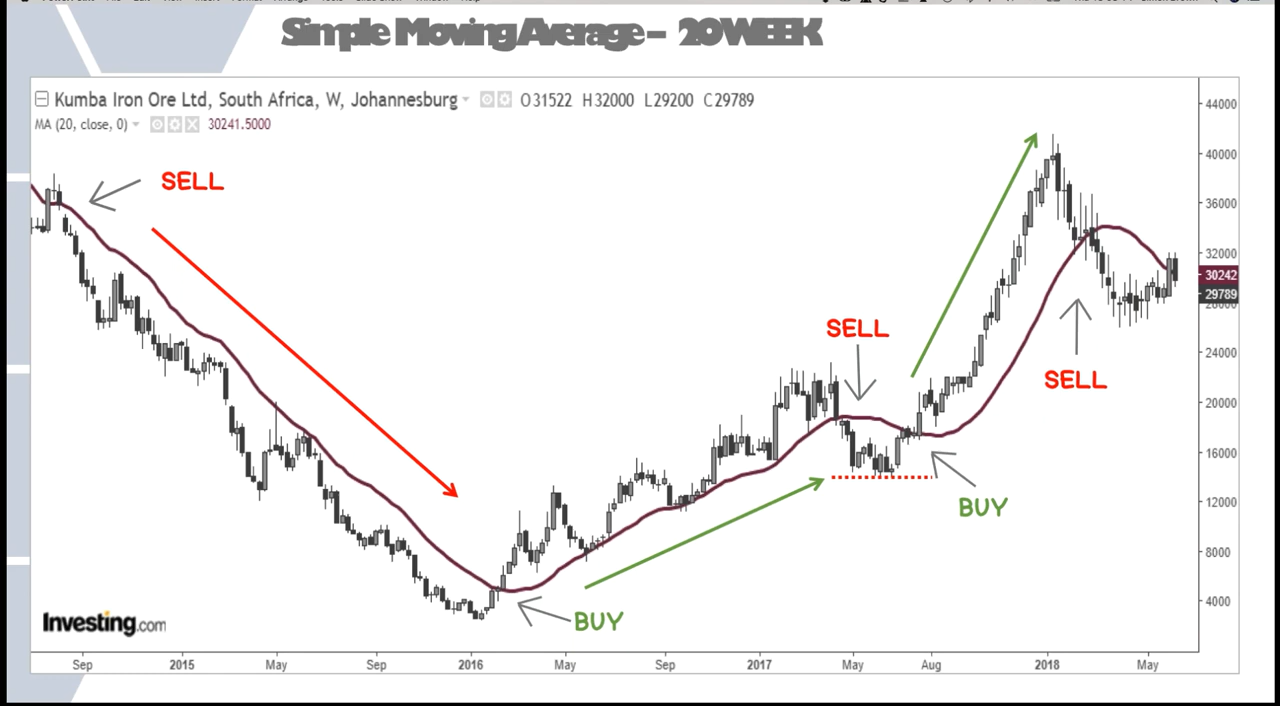 Simple Moving Average – 20 WEEK
Kumba Iron Ore Ltd, South Africa, W, Johannesburg O31522 H32000 L29200 C29789
MA (20, close, 0) 30241.5000
44000
40000
SELL
36000
32000
30242
29789
SELL
24000
SELL
20000
16000
BUY
12000
8000
4000
BUY
Investing.com
Sep 2015 May Sep 2016 May Sep 2017 May Aug 2018 May